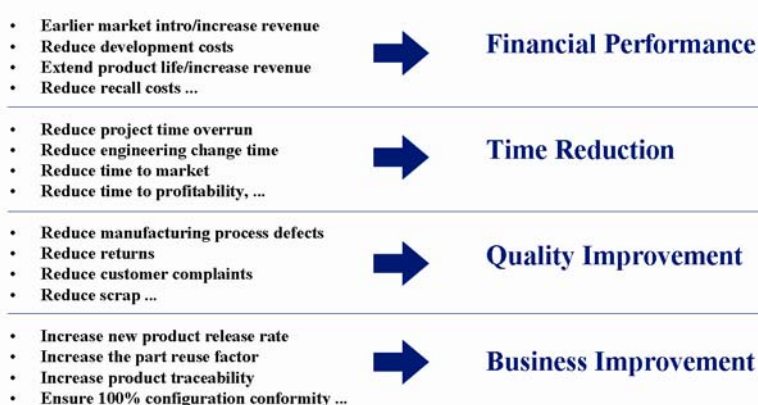 • Earlier market intro/increase revenue
• Reduce development costs
• Extend product life/increase revenue
• Reduce recall costs ...
Financial Performance
• Reduce project time overrun
• Reduce engineering change time
• Reduce time to market
• Reduce time to profitability, ...
Time Reduction
• Reduce manufacturing process defects
• Reduce returns
• Reduce customer complaints
• Reduce scrap ...
Quality Improvement
• Increase new product release rate
• Increase the part reuse factor
• Increase product traceability
• Ensure 100% configuration conformity ...
Business Improvement